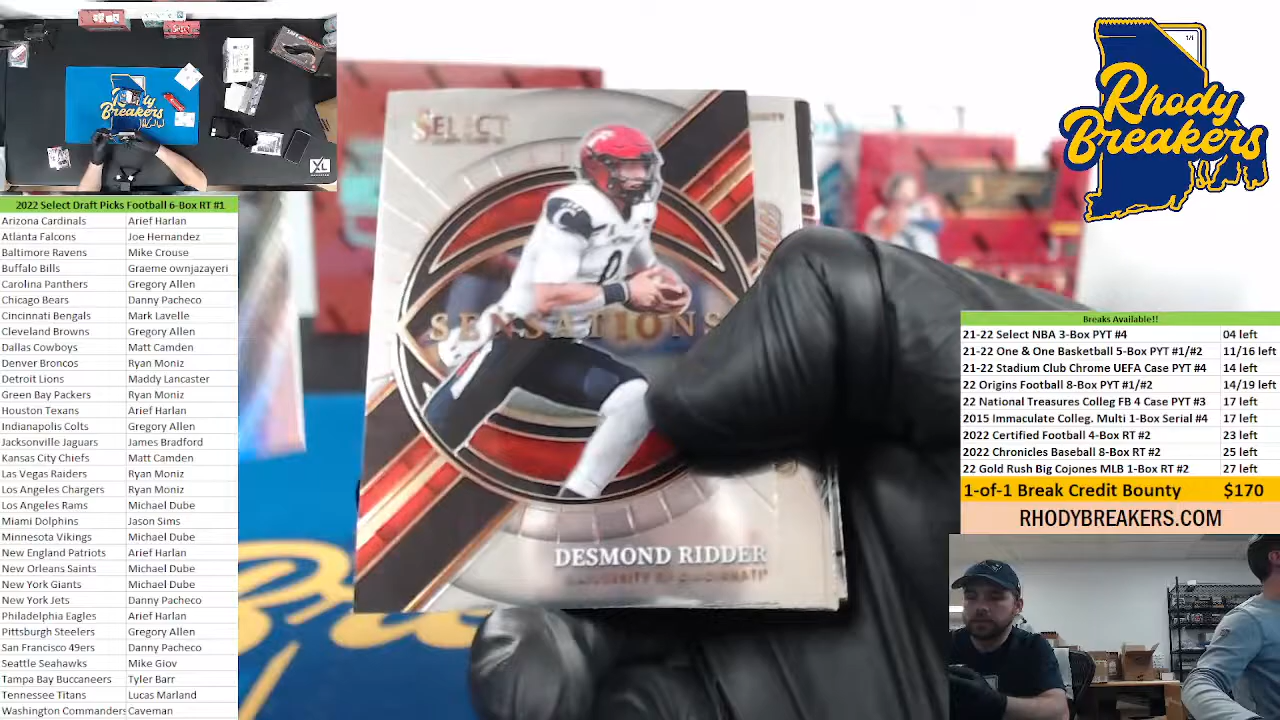 2022 Select Draft Picks Football 6-Box RT #1
Arizona Cardinals Arief Harlan
Atlanta Falcons Joe Hernandez
Baltimore Ravens Mike Crouse
Buffalo Bills Graeme ownjazayeri
Carolina Panthers Gregory Allen
Chicago Bears Danny Pacheco
Cincinnati Bengals Mark Lavelle
Cleveland Browns Gregory Allen
Dallas Cowboys Matt Camden
Denver Broncos Ryan Moniz
Detroit Lions Maddy Lancaster
Green Bay Packers Ryan Moniz
Houston Texans Arief Harlan
Indianapolis Colts Gregory Allen
Jacksonville Jaguars James Bradford
Kansas City Chiefs Matt Camden
Las Vegas Raiders Ryan Moniz
Los Angeles Chargers Ryan Moniz
Los Angeles Rams Michael Dube
Miami Dolphins Jason Sims
Minnesota Vikings Michael Dube
New England Patriots Arief Harlan
New Orleans Saints Michael Dube
New York Giants Michael Dube
New York Jets Danny Pacheco
Philadelphia Eagles Arief Harlan
Pittsburgh Steelers Gregory Allen
San Francisco 49ers Danny Pacheco
Seattle Seahawks Mike Giov
Tampa Bay Buccaneers Tyler Barr
Tennessee Titans Lucas Marland
Washington Commanders Caveman
Rhody
Breakers
XL
SELECT
SENSATIONS
DESMOND RIDDER
UNIVERSITY OF CINCINNATI
1/1
Rhody
Breakers
Breaks Available!!
21-22 Select NBA 3-Box PYT #4 04 left
21-22 One & One Basketball 5-Box PYT #1/#2 11/16 left
21-22 Stadium Club Chrome UEFA Case PYT #4 14 left
22 Origins Football 8-Box PYT #1/#2 14/19 left
22 National Treasures Colleg FB 4 Case PYT #3 17 left
2015 Immaculate Colleg. Multi 1-Box Serial #4 17 left
2022 Certified Football 4-Box RT #2 23 left
2022 Chronicles Baseball 8-Box RT #2 25 left
22 Gold Rush Big Cojones MLB 1-Box RT #2 27 left
1-of-1 Break Credit Bounty $170
RHODYBREAKERS.COM